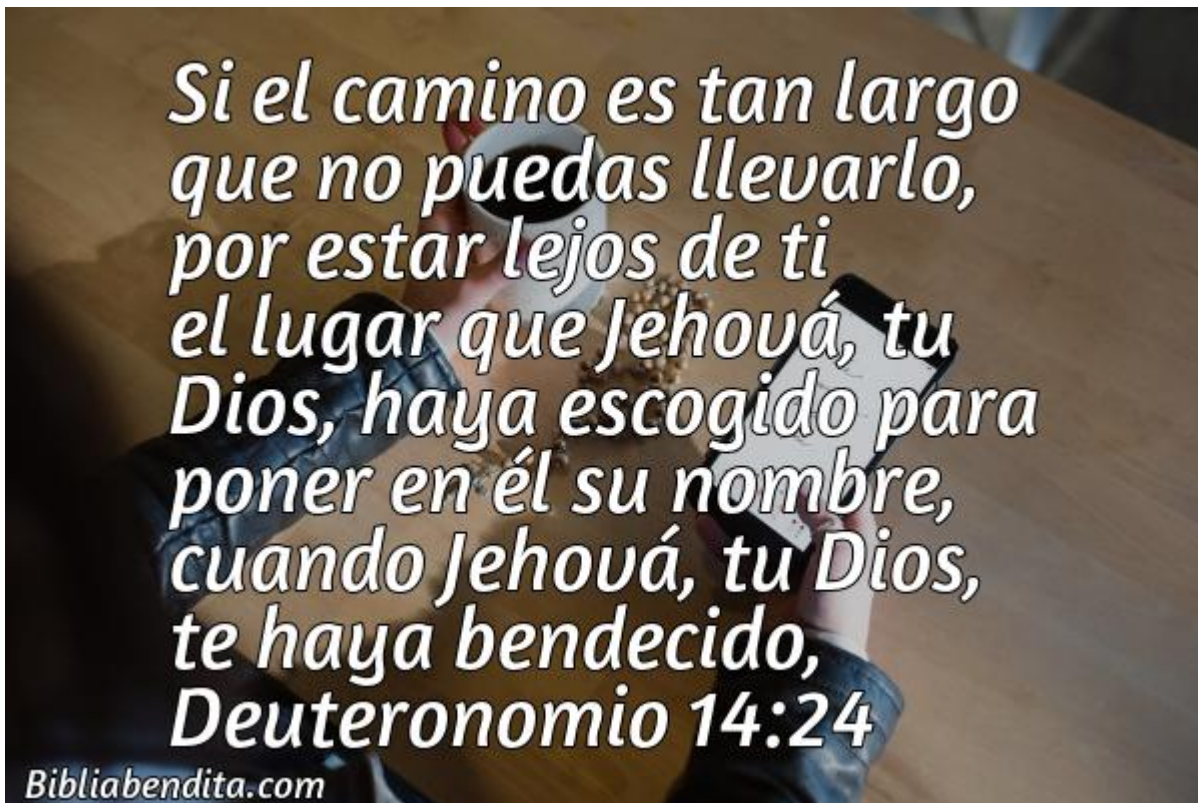 Si el camino es tan largo
que no puedas llevarlo,
por estar lejos de ti
el lugar que Jehová, tu
Dios, haya escogido para
poner en él su nombre,
cuando Jehová, tu Dios,
te haya bendecido,
Deuteronomio 14:24
Bibliabendita.com